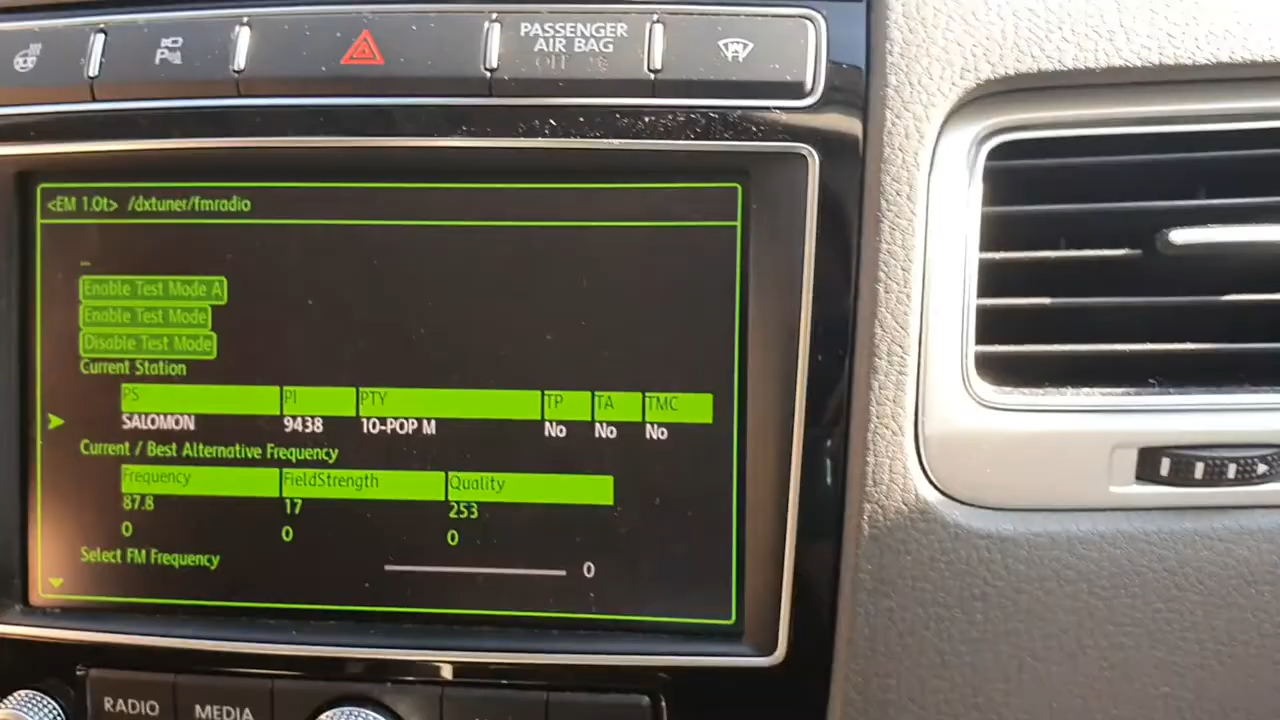 PASSENGER
AIR BAG
OFF
P
<EM 1.0t> /dxtuner/fmradio
Enable Test Mode A
Enable Test Mode
Disable Test Mode
Current Station
PS PI PTY TP TA TMC
SALOMON 9438 10-POP M No No No
Current / Best Alternative Frequency
Frequency FieldStrength Quality
87.8 17 253
0 0 0
Select FM Frequency 0
RADIO MEDIA